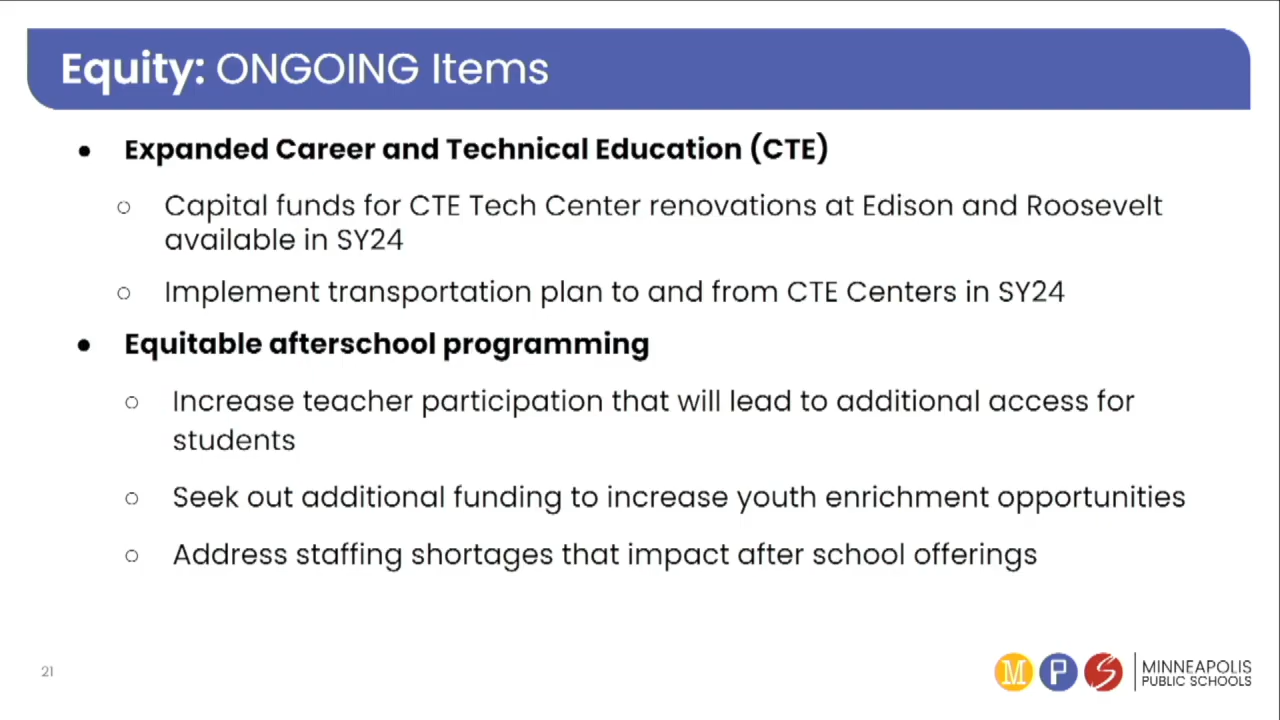 Equity: ONGOING Items
● Expanded Career and Technical Education (CTE)
○ Capital funds for CTE Tech Center renovations at Edison and Roosevelt
available in SY24
○ Implement transportation plan to and from CTE Centers in SY24
● Equitable afterschool programming
○ Increase teacher participation that will lead to additional access for
students
○ Seek out additional funding to increase youth enrichment opportunities
○ Address staffing shortages that impact after school offerings
21
M P S
MINNEAPOLIS
PUBLIC SCHOOLS